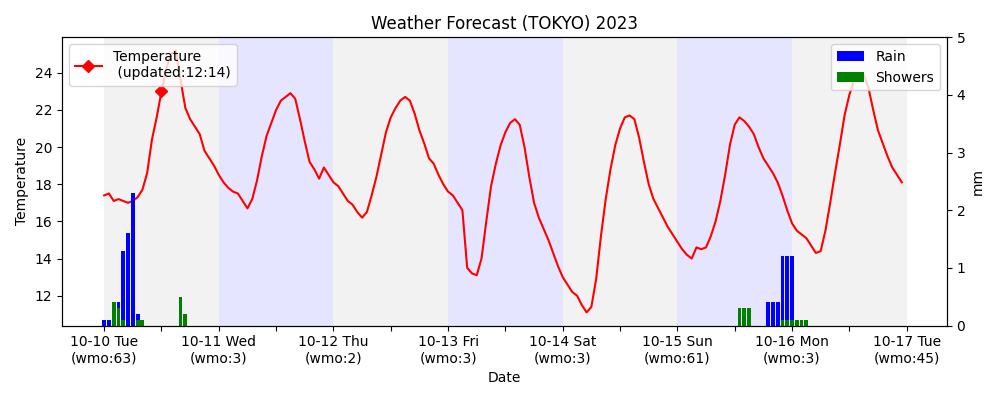 Weather Forecast (TOKYO) 2023
Temperature
(updated:12:14)
Rain
Showers
Temperature
24
22
20
18
16
14
12
5
4
3
2
1
0
mm
10-10 Tue
(wmo:63)
10-11 Wed
(wmo:3)
10-12 Thu
(wmo:2)
10-13 Fri
(wmo:3)
10-14 Sat
(wmo:3)
10-15 Sun
(wmo:61)
10-16 Mon
(wmo:3)
10-17 Tue
(wmo:45)
Date